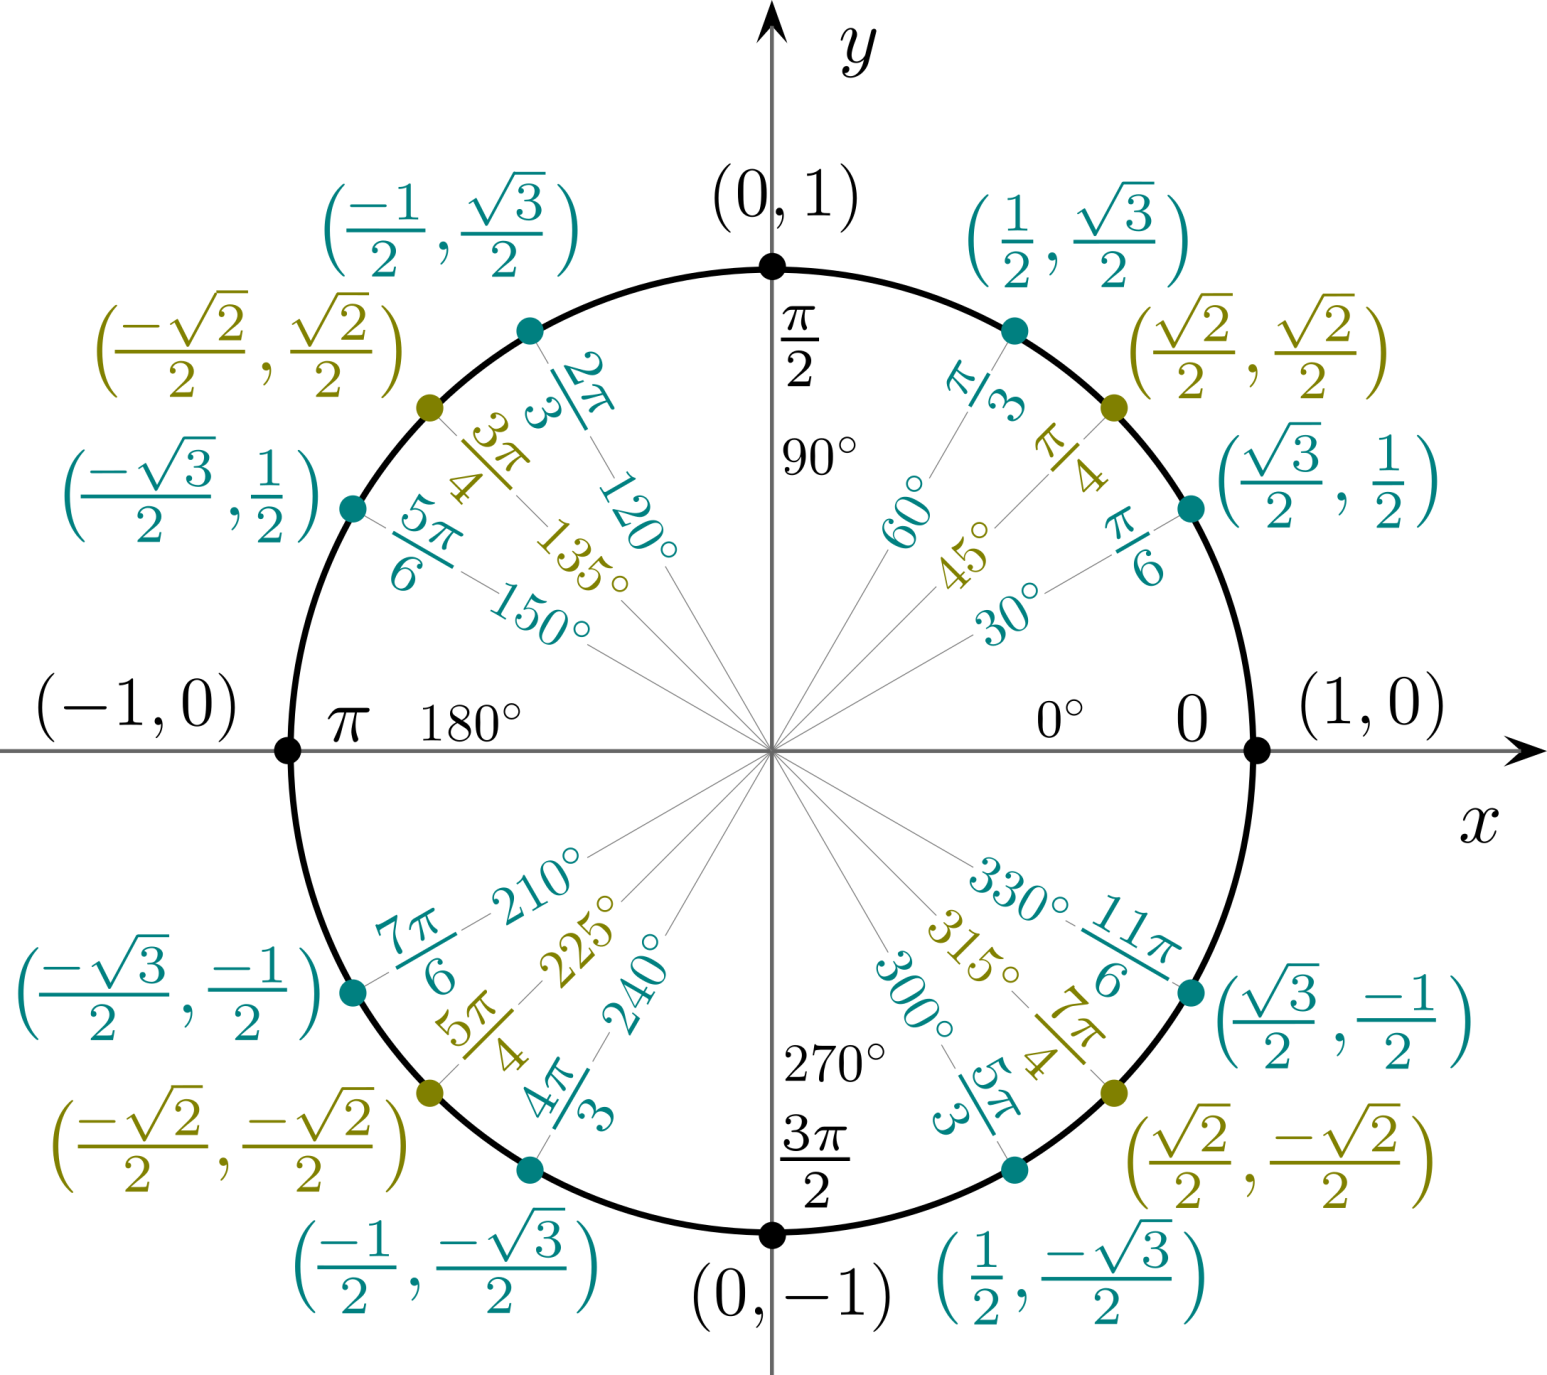 y
(0, 1)
(-1/2, √3/2)
(1/2, √3/2)
(-√2/2, √2/2)
(√2/2, √2/2)
(-√3/2, 1/2)
(√3/2, 1/2)
π/2
90°
2π/3
120°
3π/4
135°
5π/6
150°
π/3
60°
π/4
45°
π/6
30°
(−1, 0)
π
180°
0°
0
(1, 0)
x
210°
7π/6
225°
5π/4
240°
4π/3
330°
11π/6
315°
7π/4
300°
5π/3
270°
3π/2
(-√3/2, -1/2)
(√3/2, -1/2)
(-√2/2, -√2/2)
(√2/2, -√2/2)
(-1/2, -√3/2)
(1/2, -√3/2)
(0, −1)